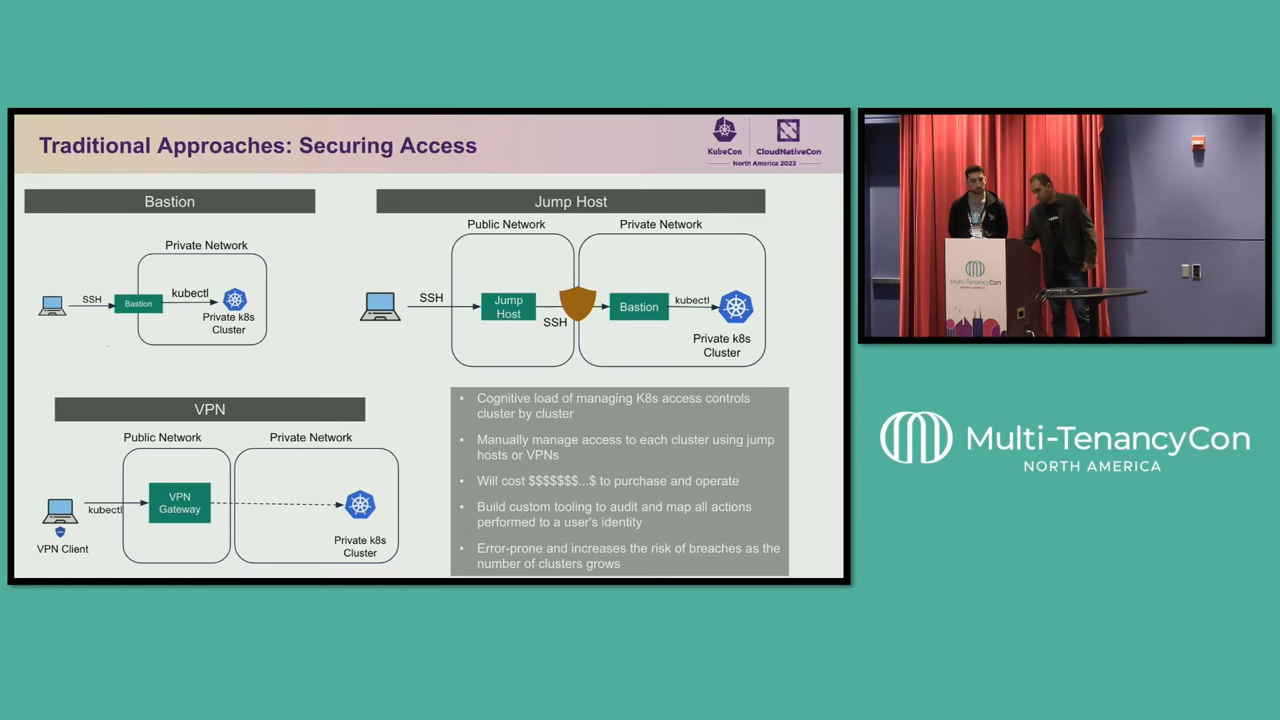 Traditional Approaches: Securing Access
KubeCon
CloudNativeCon
North America 2023
Bastion
Private Network
SSH
Bastion
kubectl
Private k8s
Cluster
Jump Host
Public Network
Private Network
SSH
Jump
Host
SSH
Bastion
kubectl
Private k8s
Cluster
VPN
Public Network
Private Network
kubectl
VPN
Gateway
VPN Client
Private k8s
Cluster
• Cognitive load of managing K8s access controls
cluster by cluster
• Manually manage access to each cluster using jump
hosts or VPNs
• Will cost $$$$$$$...$ to purchase and operate
• Build custom tooling to audit and map all actions
performed to a user's identity
• Error-prone and increases the risk of breaches as the
number of clusters grows
Multi-TenancyCon
NORTH AMERICA
Multi-TenancyCon
NORTH AMERICA